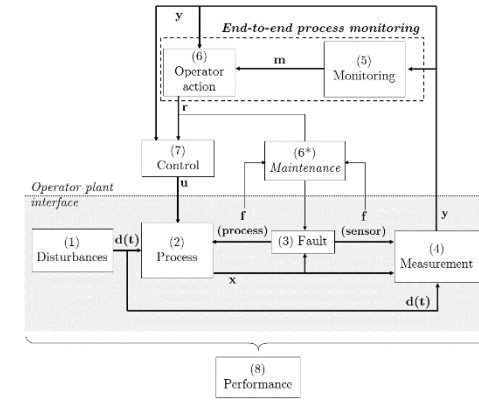 y
End-to-end process monitoring
(6)
Operator
action
m
(5)
Monitoring
r
(7)
Control
(6*)
Maintenance
u
Operator-plant
interface
f
(process)
f
(sensor)
y
(1)
Disturbances
d(t)
(2)
Process
(3) Fault
(4)
Measurement
x
d(t)
(8)
Performance